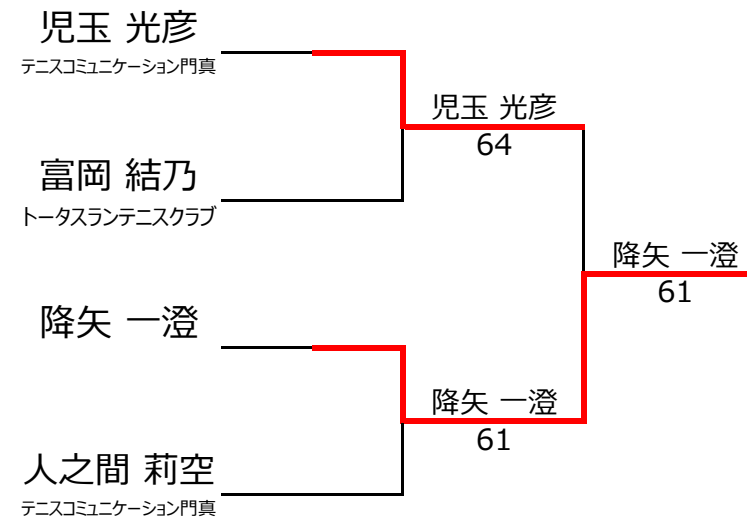 児玉 光彦
テニスコミュニケーション門真
児玉 光彦
64
富岡 結乃
トータスランテニスクラブ
降矢 一澄
61
降矢 一澄
降矢 一澄
61
人之間 莉空
テニスコミュニケーション門真